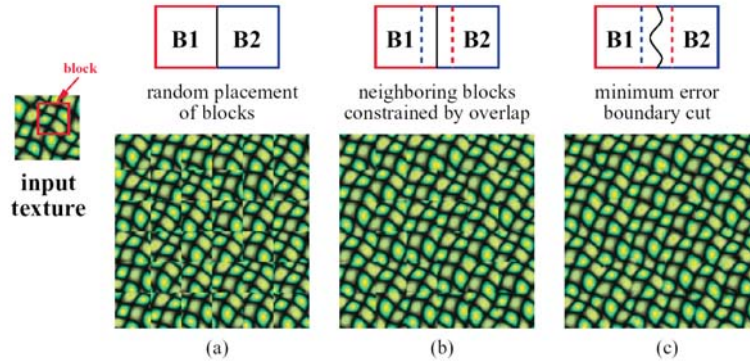 block
input
texture
B1 B2
random placement
of blocks
(a)
B1 B2
neighboring blocks
constrained by overlap
(b)
B1 B2
minimum error
boundary cut
(c)